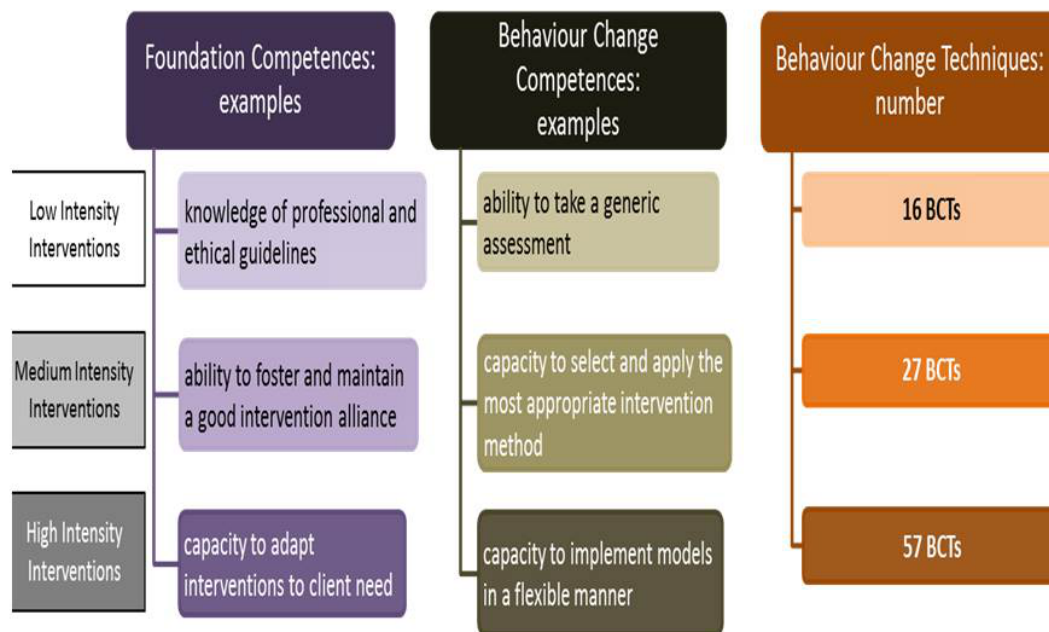 Foundation Competences:
examples
Behaviour Change
Competences:
examples
Behaviour Change Techniques:
number
Low Intensity
Interventions
knowledge of professional and
ethical guidelines
ability to take a generic
assessment
16 BCTs
Medium Intensity
Interventions
ability to foster and maintain
a good intervention alliance
capacity to select and apply the
most appropriate intervention
method
27 BCTs
High Intensity
Interventions
capacity to adapt
interventions to client need
capacity to implement models
in a flexible manner
57 BCTs